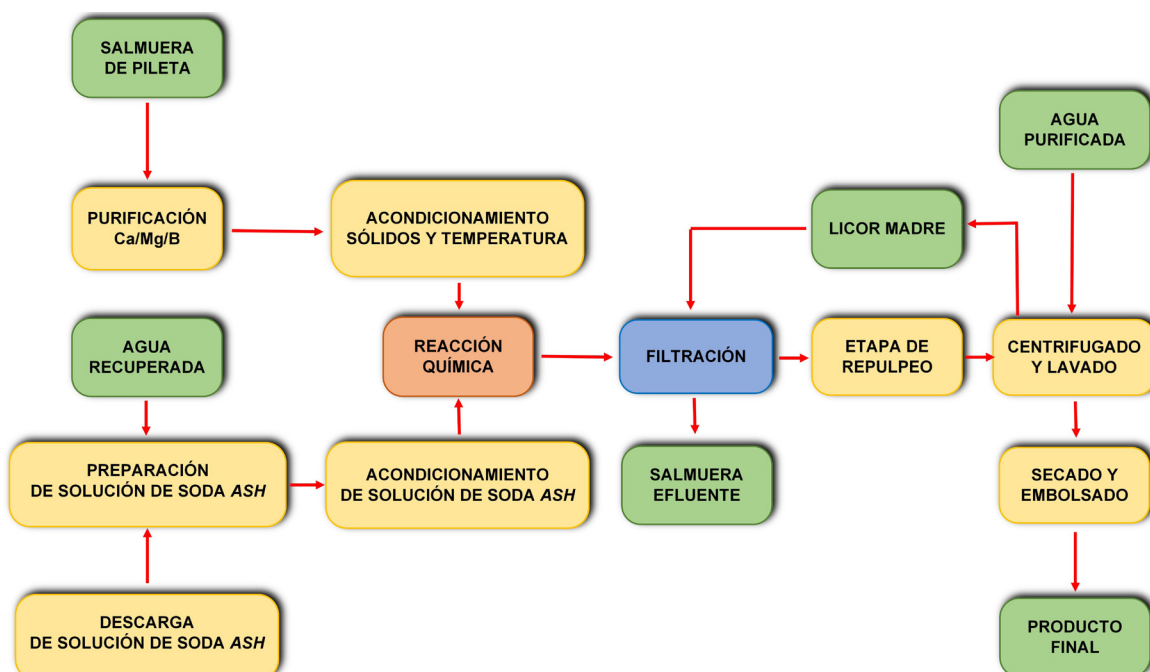 SALMUERA
DE PILETA
AGUA
PURIFICADA
PURIFICACIÓN
Ca/Mg/B
ACONDICIONAMIENTO
SÓLIDOS Y TEMPERATURA
LICOR MADRE
AGUA
RECUPERADA
REACCIÓN
QUÍMICA
FILTRACIÓN
ETAPA DE
REPULPEO
CENTRIFUGADO
Y LAVADO
PREPARACIÓN
DE SOLUCIÓN DE SODA ASH
ACONDICIONAMIENTO
DE SOLUCIÓN DE SODA ASH
SALMUERA
EFLUENTE
SECADO Y
EMBOLSADO
DESCARGA
DE SOLUCIÓN DE SODA ASH
PRODUCTO
FINAL